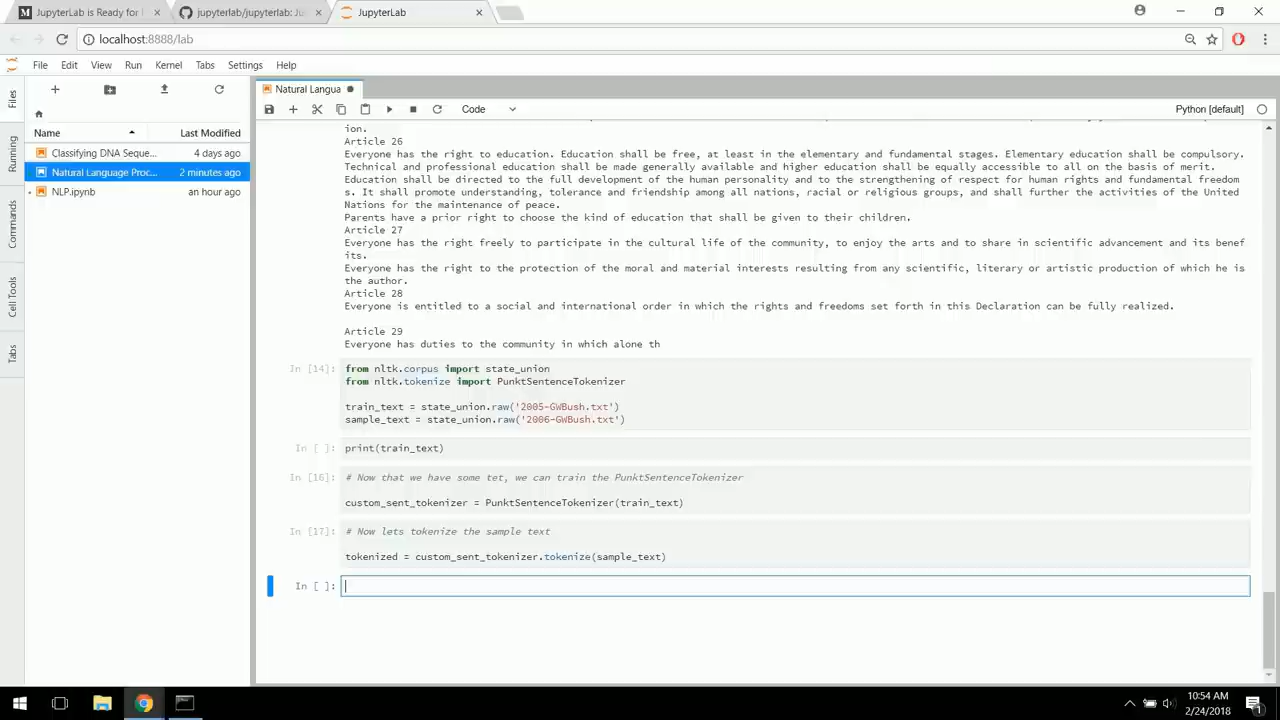 JupyterLab is Ready for
jupyterlab/jupyterlab: Ju
JupyterLab
localhost:8888/lab
File Edit View Run Kernel Tabs Settings Help
Files
Running
Commands
Cell Tools
Tabs
Name Last Modified
Classifying DNA Seque... 4 days ago
Natural Language Proc... 2 minutes ago
NLP.ipynb an hour ago
Natural Langua
Code
Python [default]
ion.
Article 26
Everyone has the right to education. Education shall be free, at least in the elementary and fundamental stages. Elementary education shall be compulsory.
Technical and professional education shall be made generally available and higher education shall be equally accessible to all on the basis of merit.
Education shall be directed to the full development of the human personality and to the strengthening of respect for human rights and fundamental freedom
s. It shall promote understanding, tolerance and friendship among all nations, racial or religious groups, and shall further the activities of the United
Nations for the maintenance of peace.
Parents have a prior right to choose the kind of education that shall be given to their children.
Article 27
Everyone has the right freely to participate in the cultural life of the community, to enjoy the arts and to share in scientific advancement and its benef
its.
Everyone has the right to the protection of the moral and material interests resulting from any scientific, literary or artistic production of which he is
the author.
Article 28
Everyone is entitled to a social and international order in which the rights and freedoms set forth in this Declaration can be fully realized.
Article 29
Everyone has duties to the community in which alone th
In [14]: from nltk.corpus import state_union
from nltk.tokenize import PunktSentenceTokenizer
train_text = state_union.raw('2005-GWBush.txt')
sample_text = state_union.raw('2006-GWBush.txt')
In [ ]: print(train_text)
In [16]: # Now that we have some tet, we can train the PunktSentenceTokenizer
custom_sent_tokenizer = PunktSentenceTokenizer(train_text)
In [17]: # Now lets tokenize the sample text
tokenized = custom_sent_tokenizer.tokenize(sample_text)
In [ ]:
10:54 AM
2/24/2018
1